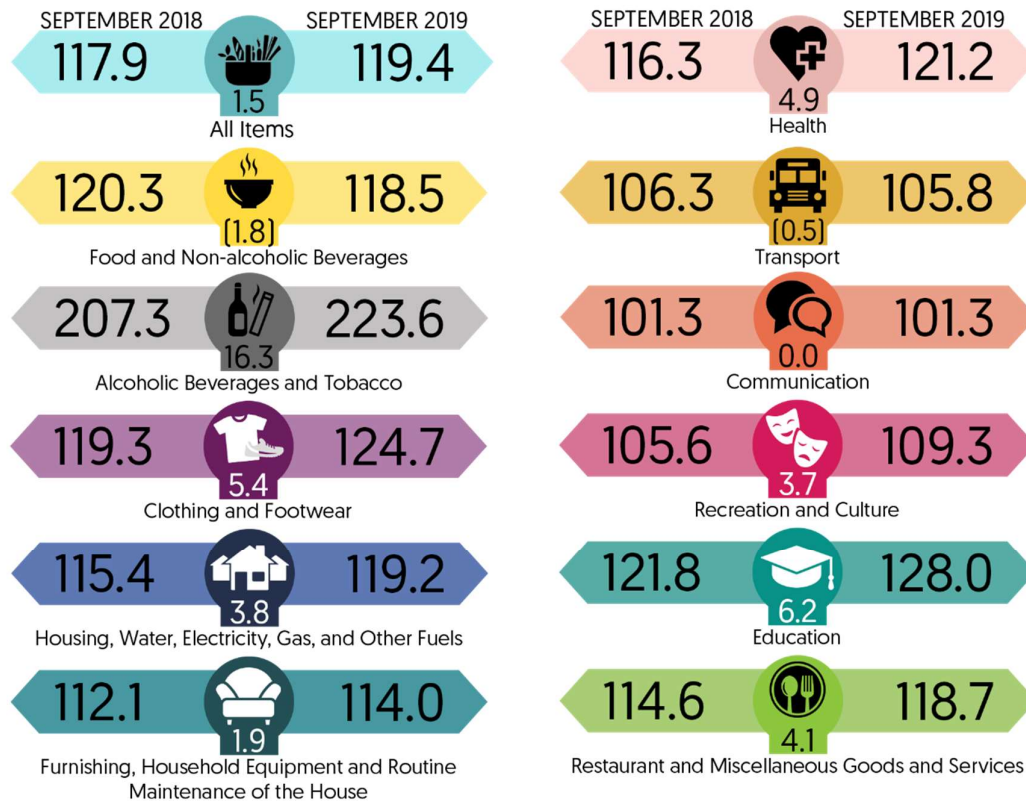 SEPTEMBER 2018 SEPTEMBER 2019
117.9 119.4
1.5
All Items
120.3 118.5
(1.8)
Food and Non-alcoholic Beverages
207.3 223.6
16.3
Alcoholic Beverages and Tobacco
119.3 124.7
5.4
Clothing and Footwear
115.4 119.2
3.8
Housing, Water, Electricity, Gas, and Other Fuels
112.1 114.0
1.9
Furnishing, Household Equipment and Routine
Maintenance of the House
SEPTEMBER 2018 SEPTEMBER 2019
116.3 121.2
4.9
Health
106.3 105.8
(0.5)
Transport
101.3 101.3
0.0
Communication
105.6 109.3
3.7
Recreation and Culture
121.8 128.0
6.2
Education
114.6 118.7
4.1
Restaurant and Miscellaneous Goods and Services